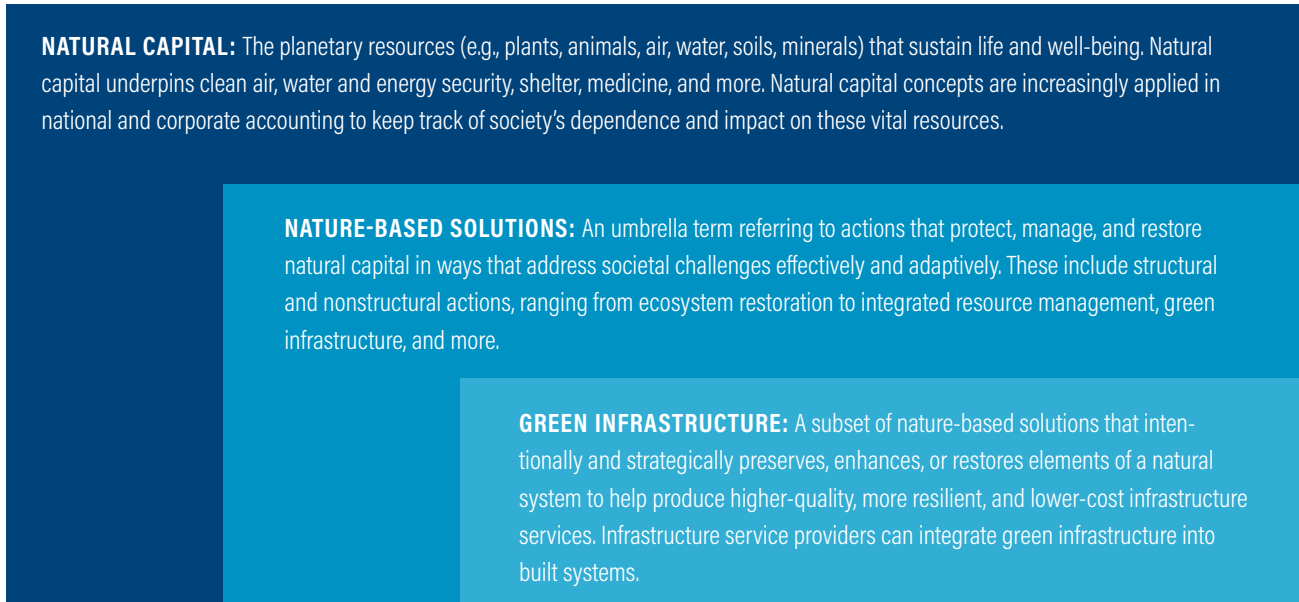 NATURAL CAPITAL: The planetary resources (e.g., plants, animals, air, water, soils, minerals) that sustain life and well-being. Natural
capital underpins clean air, water and energy security, shelter, medicine, and more. Natural capital concepts are increasingly applied in
national and corporate accounting to keep track of society’s dependence and impact on these vital resources.
NATURE-BASED SOLUTIONS: An umbrella term referring to actions that protect, manage, and restore
natural capital in ways that address societal challenges effectively and adaptively. These include structural
and nonstructural actions, ranging from ecosystem restoration to integrated resource management, green
infrastructure, and more.
GREEN INFRASTRUCTURE: A subset of nature-based solutions that inten-
tionally and strategically preserves, enhances, or restores elements of a natural
system to help produce higher-quality, more resilient, and lower-cost infrastructure
services. Infrastructure service providers can integrate green infrastructure into
built systems.